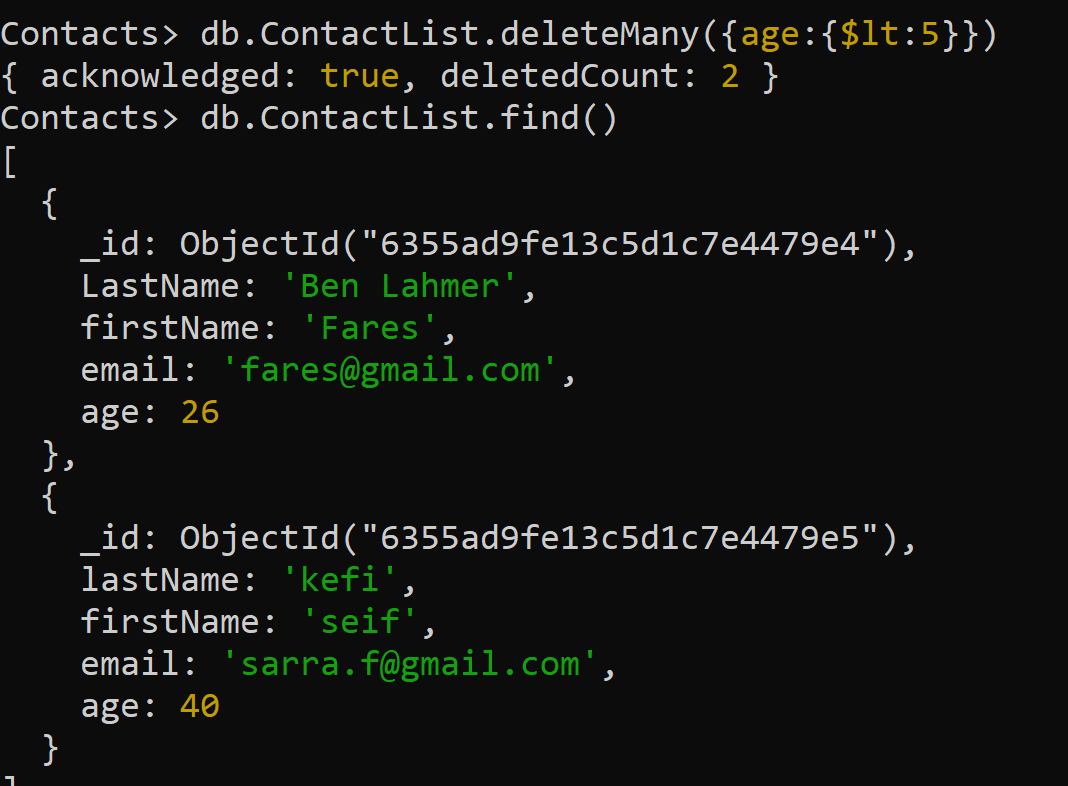 Contacts> db.ContactList.deleteMany({age:{$lt:5}})
{ acknowledged: true, deletedCount: 2 }
Contacts> db.ContactList.find()
[
  {
    _id: ObjectId("6355ad9fe13c5d1c7e4479e4"),
    LastName: 'Ben Lahmer',
    firstName: 'Fares',
    email: 'fares@gmail.com',
    age: 26
  },
  {
    _id: ObjectId("6355ad9fe13c5d1c7e4479e5"),
    lastName: 'kefi',
    firstName: 'seif',
    email: 'sarra.f@gmail.com',
    age: 40
  }
]